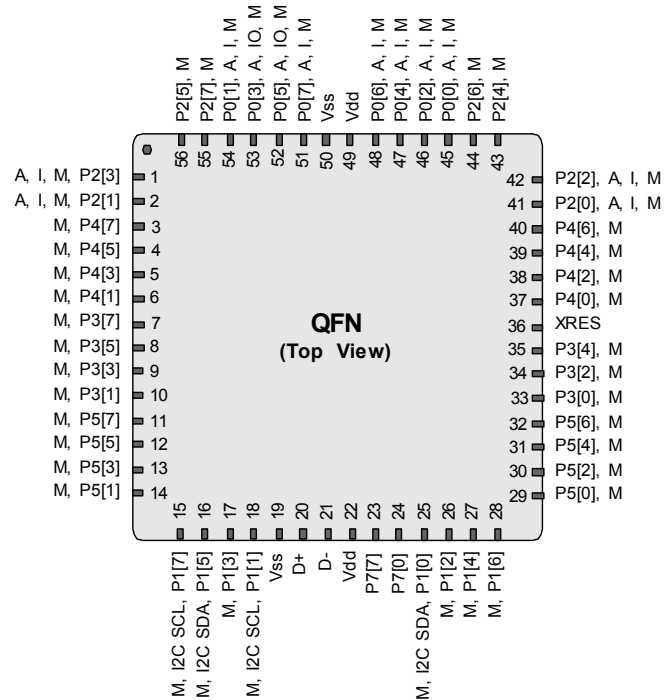 P2[5], M
P2[7], M
P0[1], A, I, M
P0[3], A, IO, M
P0[5], A, IO, M
P0[7], A, I, M
Vss
Vdd
P0[6], A, I, M
P0[4], A, I, M
P0[2], A, I, M
P0[0], A, I, M
P2[6], M
P2[4], M
56
55
54
53
52
51
50
49
48
47
46
45
44
43
A, I, M, P2[3] 1
A, I, M, P2[1] 2
M, P4[7] 3
M, P4[5] 4
M, P4[3] 5
M, P4[1] 6
M, P3[7] 7
M, P3[5] 8
M, P3[3] 9
M, P3[1] 10
M, P5[7] 11
M, P5[5] 12
M, P5[3] 13
M, P5[1] 14
QFN
(Top View)
42 P2[2], A, I, M
41 P2[0], A, I, M
40 P4[6], M
39 P4[4], M
38 P4[2], M
37 P4[0], M
36 XRES
35 P3[4], M
34 P3[2], M
33 P3[0], M
32 P5[6], M
31 P5[4], M
30 P5[2], M
29 P5[0], M
15
16
17
18
19
20
21
22
23
24
25
26
27
28
M, I2C SCL, P1[7]
M, I2C SDA, P1[5]
M, P1[3]
M, I2C SCL, P1[1]
Vss
D+
D-
Vdd
P7[7]
P7[0]
M, I2C SDA, P1[0]
M, P1[2]
M, P1[4]
M, P1[6]